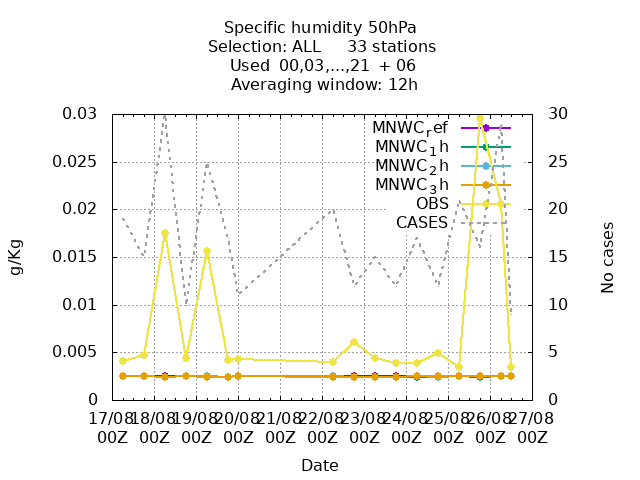 Specific humidity 50hPa
Selection: ALL 33 stations
Used 00,03,...,21 + 06
Averaging window: 12h
g/Kg
No cases
0.03
0.025
0.02
0.015
0.01
0.005
0
30
25
20
15
10
5
0
MNWC_ref
MNWC_1h
MNWC_2h
MNWC_3h
OBS
CASES
17/08 18/08 19/08 20/08 21/08 22/08 23/08 24/08 25/08 26/08 27/08
00Z 00Z 00Z 00Z 00Z 00Z 00Z 00Z 00Z 00Z 00Z
Date